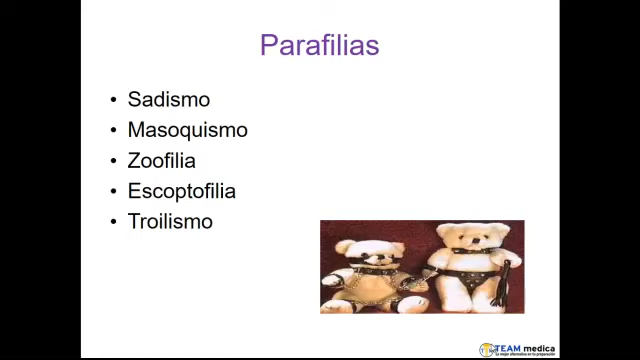 Parafilias
• Sadismo
• Masoquismo
• Zoofilia
• Escoptofilia
• Troilismo
TEAM medica
La mejor alternativa en tu preparación